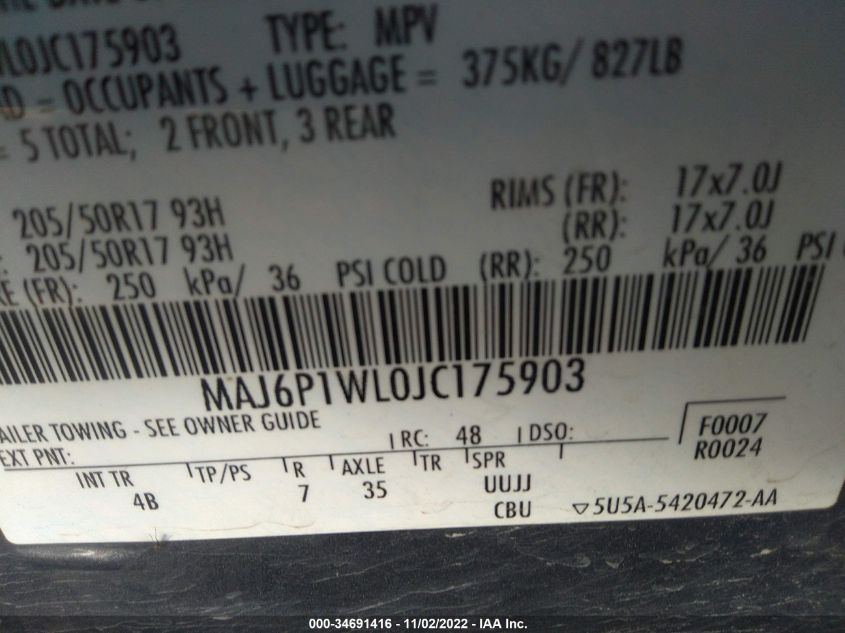 WL0JC175903 TYPE: MPV
= OCCUPANTS + LUGGAGE = 375KG/ 827LB
= 5 TOTAL; 2 FRONT, 3 REAR
205/50R17 93H RIMS (FR): 17x7.0J
: 205/50R17 93H (RR): 17x7.0J
(FR): 250 kPa/ 36 PSI COLD (RR): 250 kPa/ 36 PSI
MAJ6P1WL0JC175903
AILER TOWING - SEE OWNER GUIDE
EXT PNT: RC: 48 DSO: F0007
R0024
INT TR TP/PS R AXLE TR SPR
4B 7 35 UUJJ
CBU ▽5U5A-5420472-AA
000-34691416 - 11/02/2022 - IAA Inc.